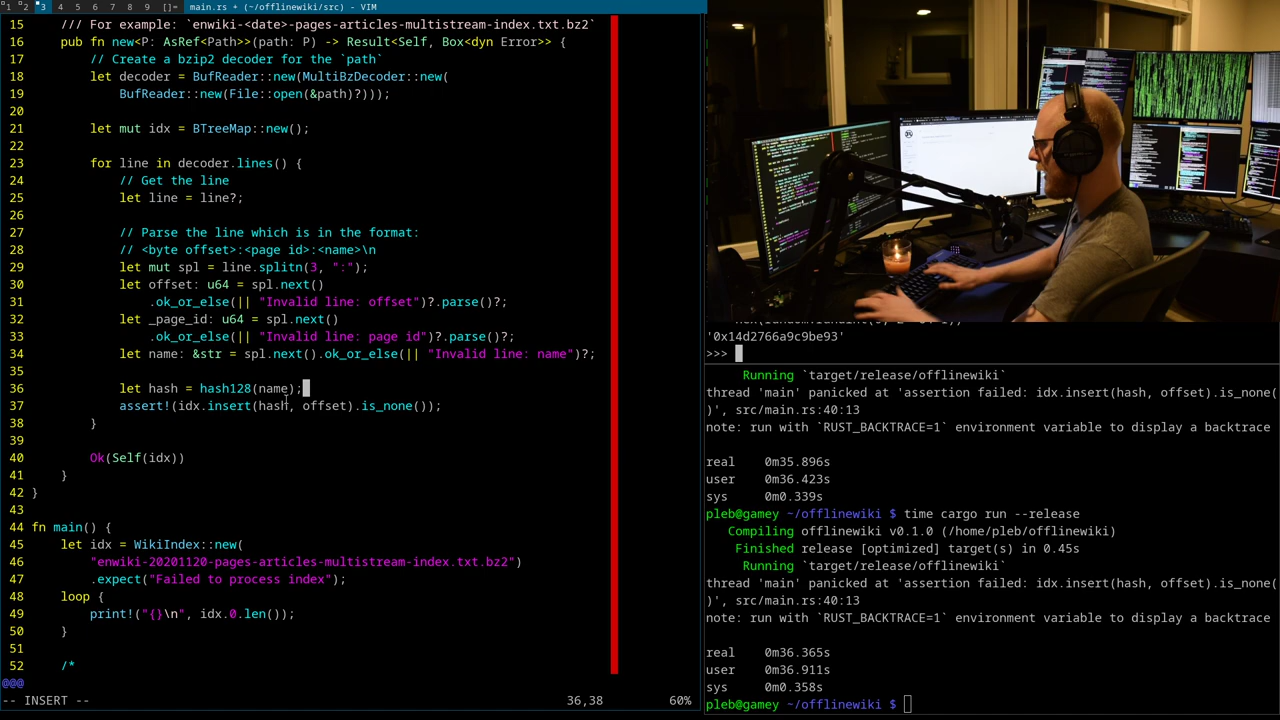 1 2 3 4 5 6 7 8 9 []= main.rs + (~/offlinewiki/src) - VIM
15 /// For example: `enwiki-<date>-pages-articles-multistream-index.txt.bz2`
16 pub fn new<P: AsRef<Path>>(path: P) -> Result<Self, Box<dyn Error>> {
17 // Create a bzip2 decoder for the `path`
18 let decoder = BufReader::new(MultiBzDecoder::new(
19 BufReader::new(File::open(&path)?)));
20
21 let mut idx = BTreeMap::new();
22
23 for line in decoder.lines() {
24 // Get the line
25 let line = line?;
26
27 // Parse the line which is in the format:
28 // <byte offset>:<page id>:<name>\n
29 let mut spl = line.splitn(3, ":");
30 let offset: u64 = spl.next()
31 .ok_or_else(|| "Invalid line: offset")?.parse()?;
32 let _page_id: u64 = spl.next()
33 .ok_or_else(|| "Invalid line: page id")?.parse()?;
34 let name: &str = spl.next().ok_or_else(|| "Invalid line: name")?;
35
36 let hash = hash128(name);
37 assert!(idx.insert(hash, offset).is_none());
38 }
39
40 Ok(Self(idx))
41 }
42 }
43
44 fn main() {
45 let idx = WikiIndex::new(
46 "enwiki-20201120-pages-articles-multistream-index.txt.bz2")
47 .expect("Failed to process index");
48 loop {
49 print!("{}\n", idx.0.len());
50 }
51
52 /*
@@@
-- INSERT -- 36,38 60%
'0x14d2766a9c9be93'
>>>
Running `target/release/offlinewiki`
thread 'main' panicked at 'assertion failed: idx.insert(hash, offset).is_none(
)', src/main.rs:40:13
note: run with `RUST_BACKTRACE=1` environment variable to display a backtrace
real 0m35.896s
user 0m36.423s
sys 0m0.339s
pleb@gamey ~/offlinewiki $ time cargo run --release
Compiling offlinewiki v0.1.0 (/home/pleb/offlinewiki)
Finished release [optimized] target(s) in 0.45s
Running `target/release/offlinewiki`
thread 'main' panicked at 'assertion failed: idx.insert(hash, offset).is_none(
)', src/main.rs:40:13
note: run with `RUST_BACKTRACE=1` environment variable to display a backtrace
real 0m36.365s
user 0m36.911s
sys 0m0.358s
pleb@gamey ~/offlinewiki $